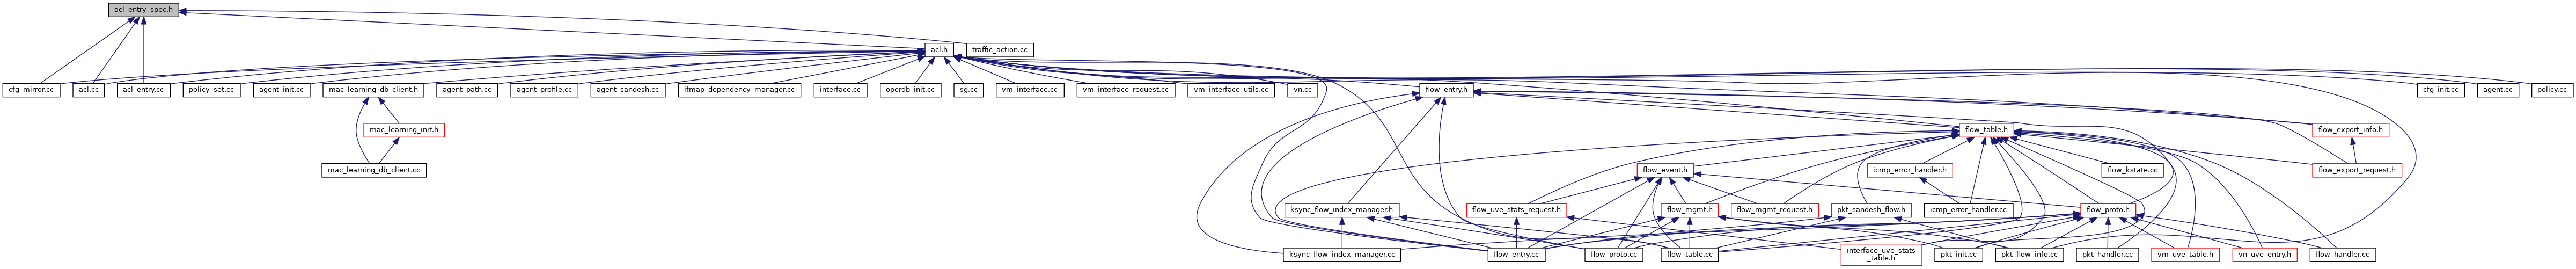 acl_entry_spec.h
acl.h
traffic_action.cc
cfg_mirror.cc
acl.cc
acl_entry.cc
policy_set.cc
agent_init.cc
mac_learning_db_client.h
agent_path.cc
agent_profile.cc
agent_sandesh.cc
ifmap_dependency_manager.cc
interface.cc
operdb_init.cc
sg.cc
vm_interface.cc
vm_interface_request.cc
vm_interface_utils.cc
vn.cc
flow_entry.h
cfg_init.cc
agent.cc
policy.cc
mac_learning_init.h
flow_table.h
flow_export_info.h
mac_learning_db_client.cc
flow_event.h
icmp_error_handler.h
flow_kstate.cc
flow_export_request.h
ksync_flow_index_manager.h
flow_uve_stats_request.h
flow_mgmt.h
flow_mgmt_request.h
pkt_sandesh_flow.h
icmp_error_handler.cc
flow_proto.h
ksync_flow_index_manager.cc
flow_entry.cc
flow_proto.cc
flow_table.cc
interface_uve_stats
_table.h
pkt_init.cc
pkt_flow_info.cc
pkt_handler.cc
vm_uve_table.h
vn_uve_entry.h
flow_handler.cc